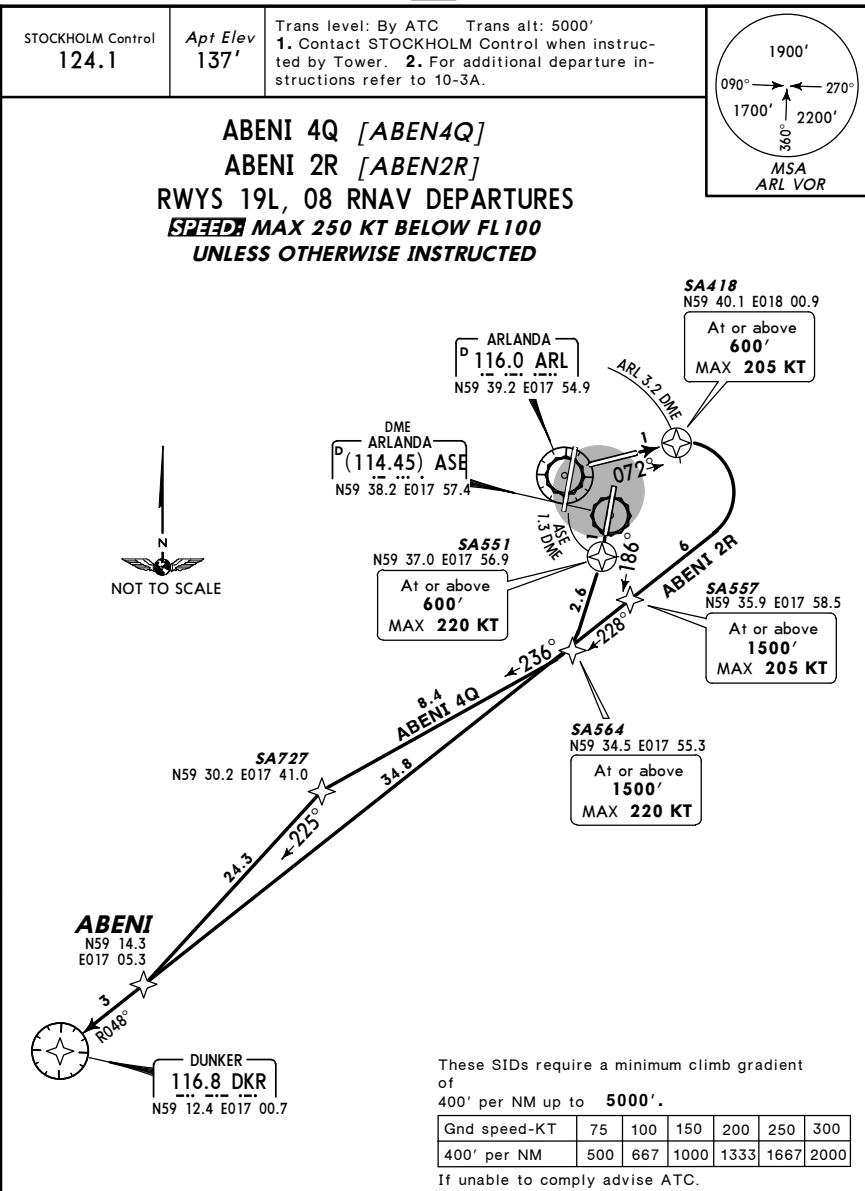 STOCKHOLM Control
124.1
Apt Elev
137'
Trans level: By ATC Trans alt: 5000'
1. Contact STOCKHOLM Control when instruc-
ted by Tower. 2. For additional departure in-
structions refer to 10-3A.
1900'
090°
270°
1700'
2200'
360°
MSA
ARL VOR
ABENI 4Q [ABEN4Q]
ABENI 2R [ABEN2R]
RWYS 19L, 08 RNAV DEPARTURES
SPEED: MAX 250 KT BELOW FL100
UNLESS OTHERWISE INSTRUCTED
SA418
N59 40.1 E018 00.9
At or above
600'
MAX 205 KT
ARLANDA
D 116.0 ARL
N59 39.2 E017 54.9
ARL 3.2 DME
1
072°
DME
ARLANDA
D (114.45) ASE
N59 38.2 E017 57.4
ASE
1.3 DME
1
186°
6
ABENI 2R
SA551
N59 37.0 E017 56.9
At or above
600'
MAX 220 KT
N
NOT TO SCALE
2.6
SA557
N59 35.9 E017 58.5
At or above
1500'
MAX 205 KT
228°
236°
8.4
ABENI 4Q
SA564
N59 34.5 E017 55.3
At or above
1500'
MAX 220 KT
SA727
N59 30.2 E017 41.0
34.8
225°
24.3
ABENI
N59 14.3
E017 05.3
3
R048°
DUNKER
116.8 DKR
N59 12.4 E017 00.7
These SIDs require a minimum climb gradient
of
400' per NM up to 5000'.
Gnd speed-KT 75 100 150 200 250 300
400' per NM 500 667 1000 1333 1667 2000
If unable to comply advise ATC.